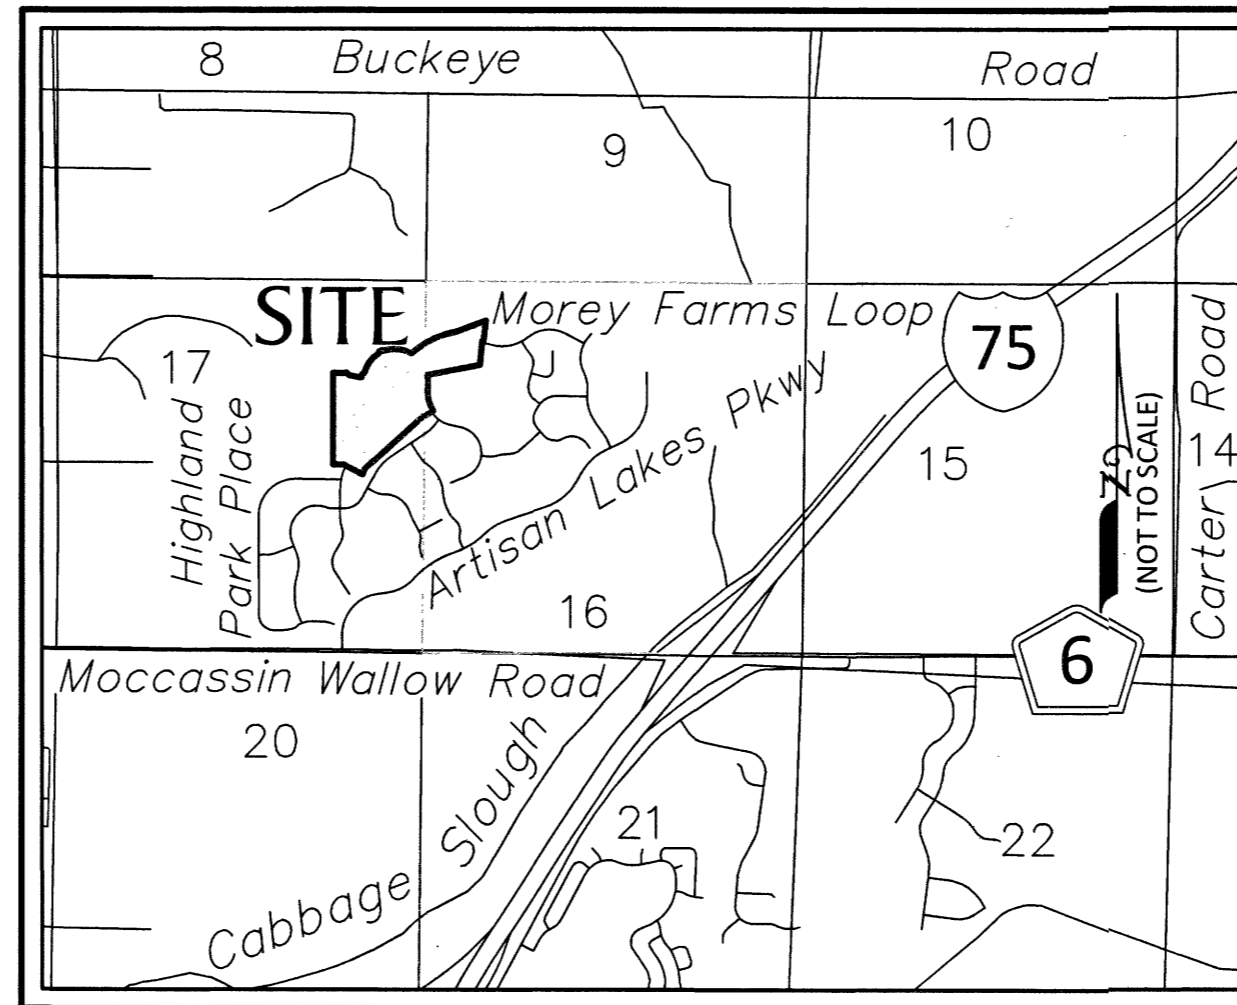 8 Buckeye Road
9
10
SITE
Morey Farms Loop
75
17
Highland
Park Place
Artisan Lakes Pkwy
15
(NOT TO SCALE)
14
Carter Road
16
6
Moccassin Wallow Road
20
Cabbage Slough
21
22